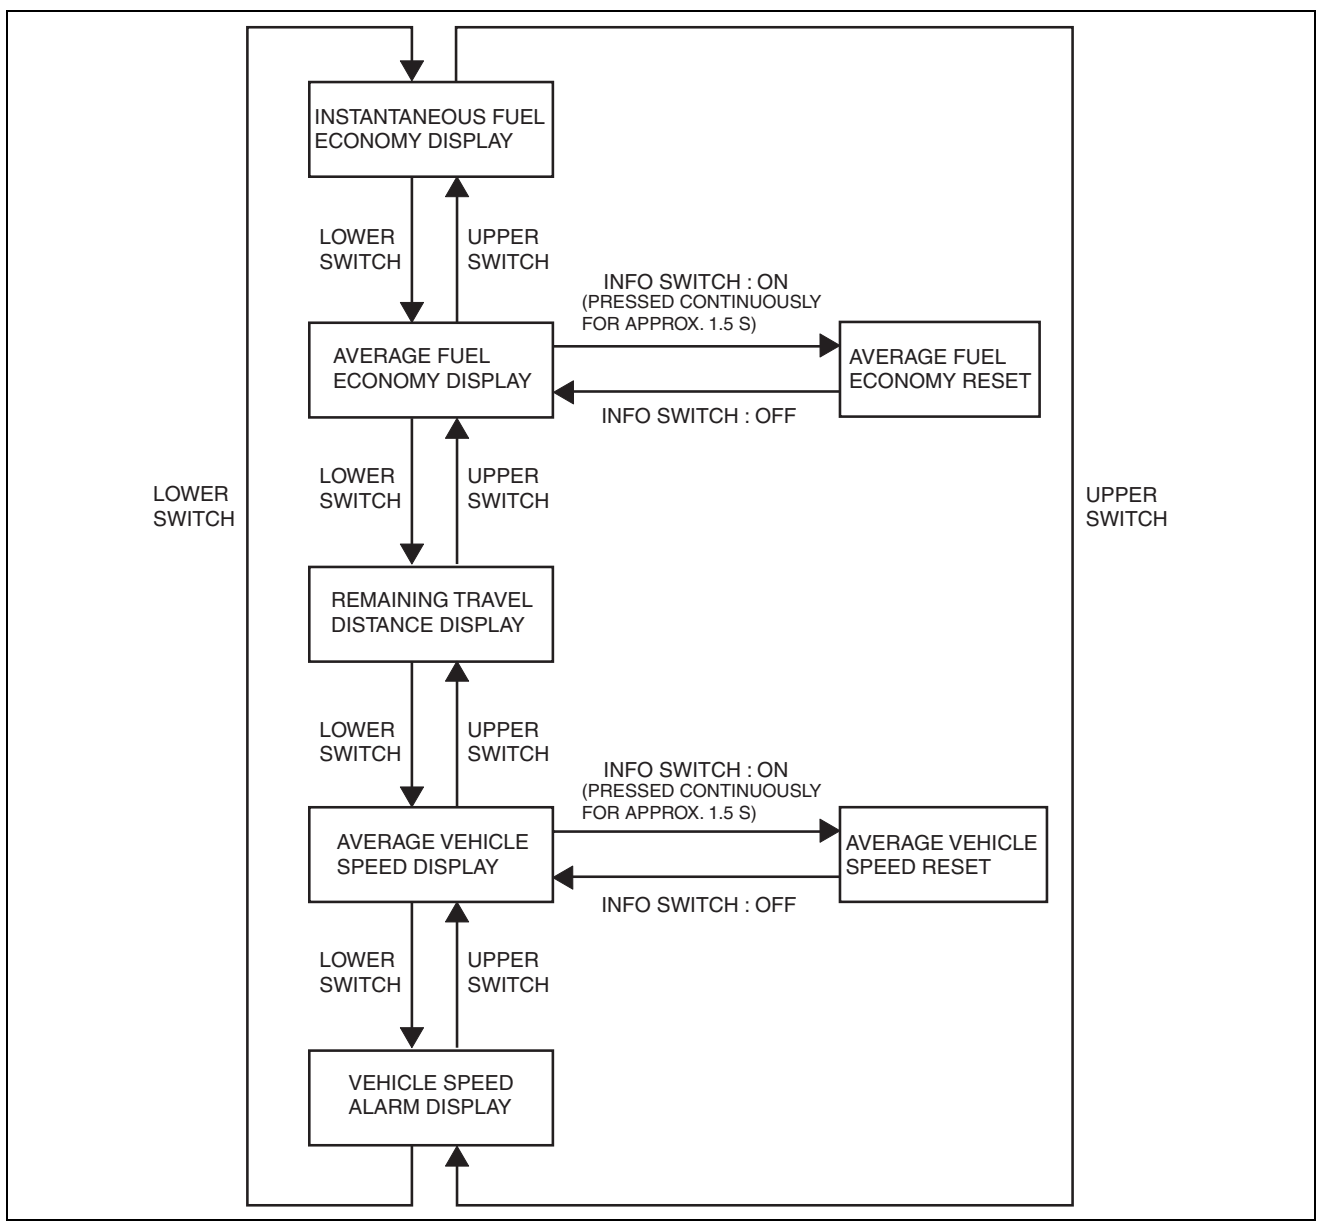 INSTANTANEOUS FUEL
ECONOMY DISPLAY
LOWER
SWITCH
UPPER
SWITCH
INFO SWITCH : ON
(PRESSED CONTINUOUSLY
FOR APPROX. 1.5 S)
AVERAGE FUEL
ECONOMY DISPLAY
AVERAGE FUEL
ECONOMY RESET
INFO SWITCH : OFF
LOWER
SWITCH
UPPER
SWITCH
LOWER
SWITCH
UPPER
SWITCH
REMAINING TRAVEL
DISTANCE DISPLAY
LOWER
SWITCH
UPPER
SWITCH
INFO SWITCH : ON
(PRESSED CONTINUOUSLY
FOR APPROX. 1.5 S)
AVERAGE VEHICLE
SPEED DISPLAY
AVERAGE VEHICLE
SPEED RESET
INFO SWITCH : OFF
LOWER
SWITCH
UPPER
SWITCH
VEHICLE SPEED
ALARM DISPLAY